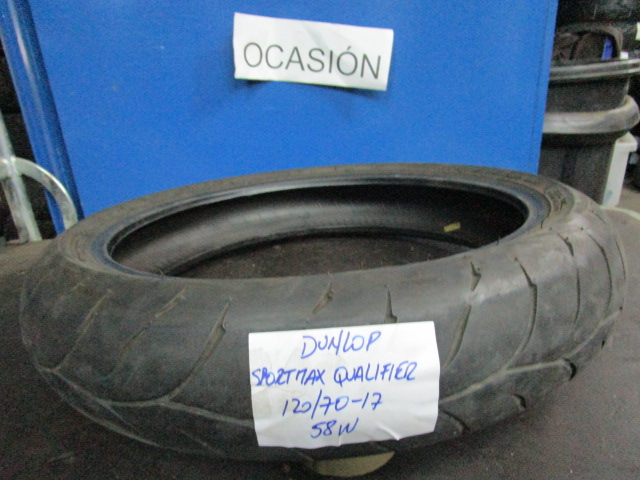 OCASIÓN
DUNLOP
SPORTMAX QUALIFIER
120/70-17
58W